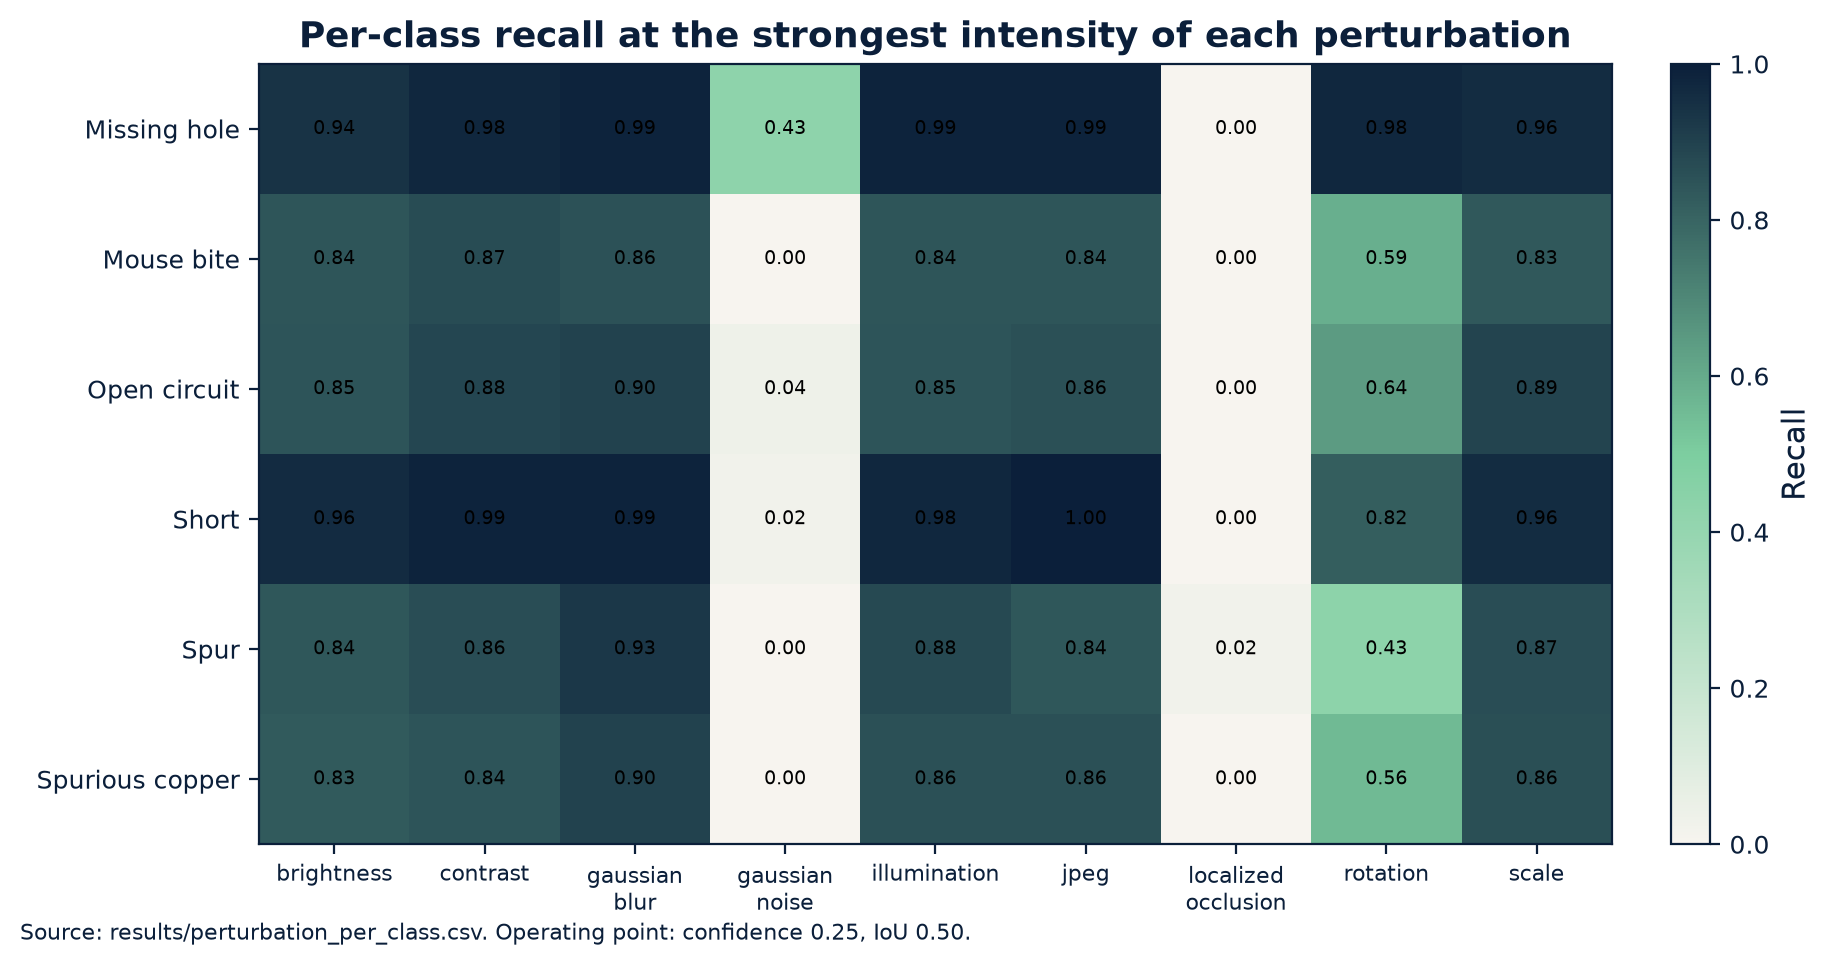 Per-class recall at the strongest intensity of each perturbation
Missing hole 0.94 0.98 0.99 0.43 0.99 0.99 0.00 0.98 0.96
Mouse bite 0.84 0.87 0.86 0.00 0.84 0.84 0.00 0.59 0.83
Open circuit 0.85 0.88 0.90 0.04 0.85 0.86 0.00 0.64 0.89
Short 0.96 0.99 0.99 0.02 0.98 1.00 0.00 0.82 0.96
Spur 0.84 0.86 0.93 0.00 0.88 0.84 0.02 0.43 0.87
Spurious copper 0.83 0.84 0.90 0.00 0.86 0.86 0.00 0.56 0.86
brightness contrast gaussian gaussian illumination jpeg localized rotation scale
blur noise occlusion
1.0
0.8
0.6
0.4
0.2
0.0
Recall
Source: results/perturbation_per_class.csv. Operating point: confidence 0.25, IoU 0.50.